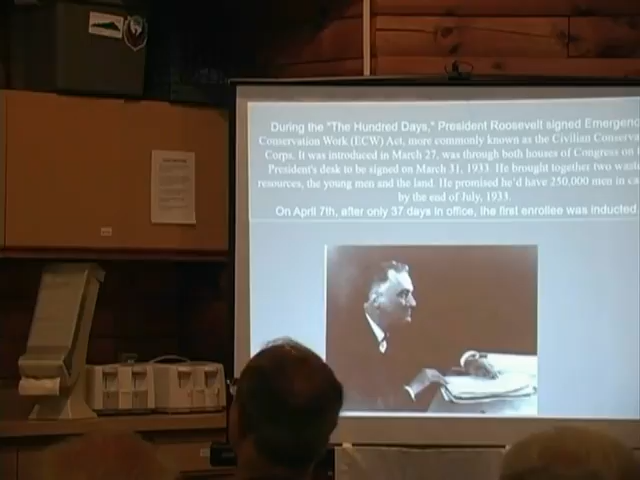 During the "The Hundred Days," President Roosevelt signed Emergenc
Conservation Work (ECW) Act, more commonly known as the Civilian Conserva
Corps. It was introduced in March 27, was through both houses of Congress on
President's desk to be signed on March 31, 1933. He brought together two
resources, the young men and the land. He promised he'd have 250,000 men in
by the end of July, 1933.
On April 7th, after only 37 days in office, the first enrollee was inducted